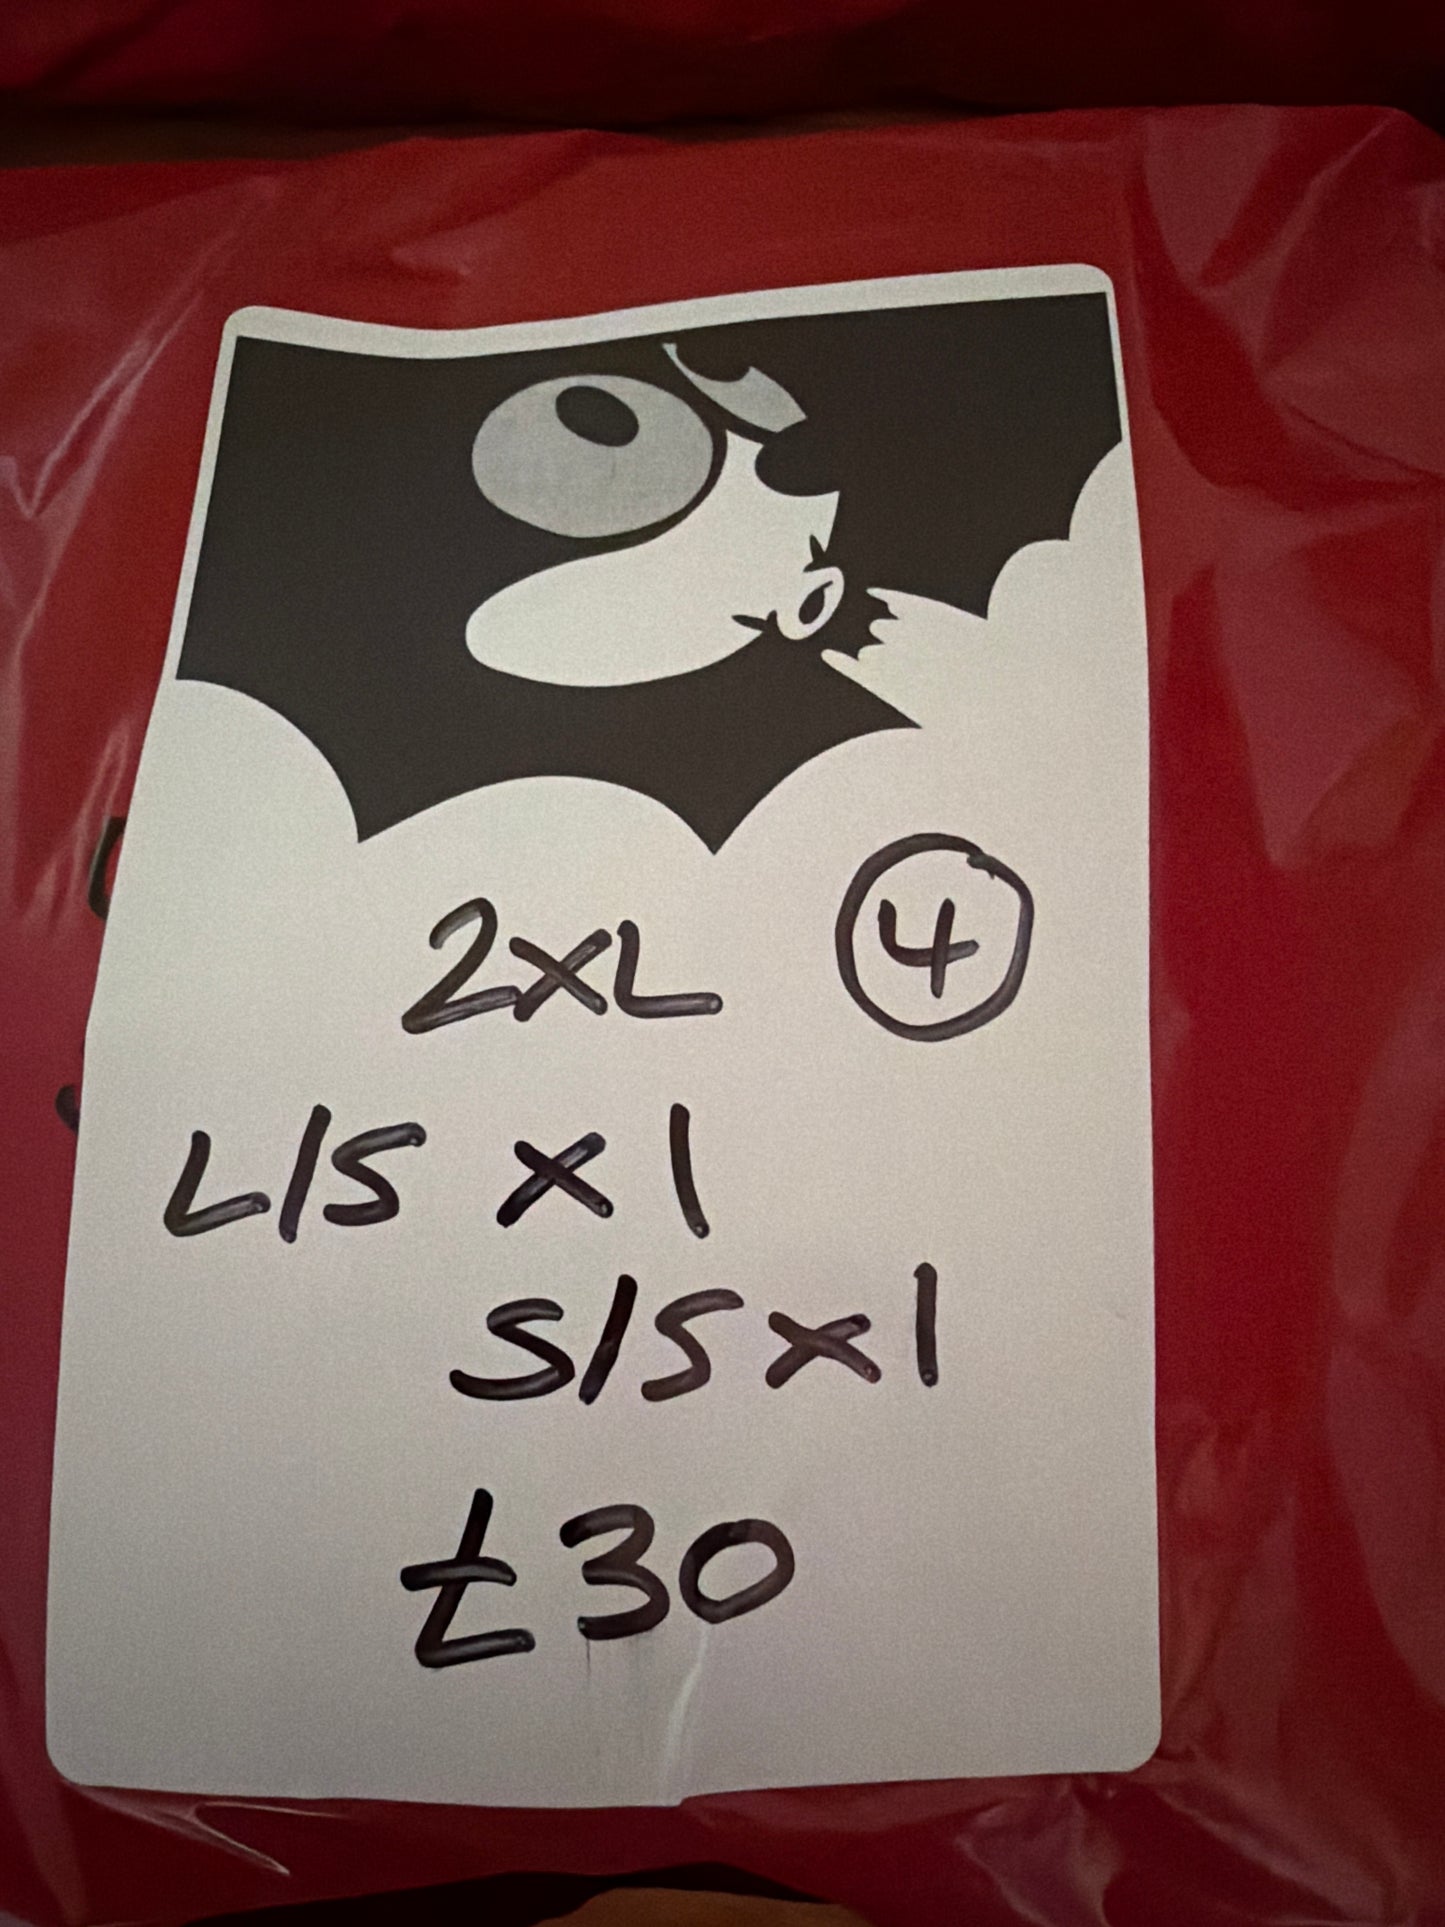 2XL ④
L/S x1
S/S x1
£30